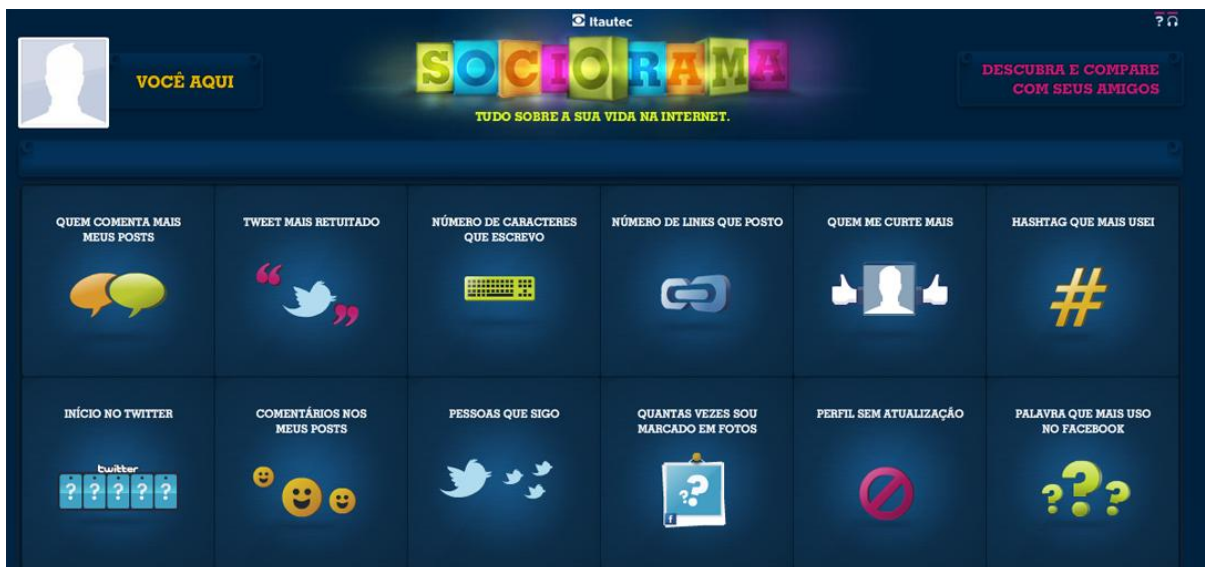 Itautec
?
VOCÊ AQUI
SOCIORAMA
TUDO SOBRE A SUA VIDA NA INTERNET.
DESCUBRA E COMPARE
COM SEUS AMIGOS
QUEM COMENTA MAIS
MEUS POSTS
TWEET MAIS RETUITADO
“ ”
NÚMERO DE CARACTERES
QUE ESCREVO
NÚMERO DE LINKS QUE POSTO
QUEM ME CURTE MAIS
HASHTAG QUE MAIS USEI
#
INÍCIO NO TWITTER
twitter
? ? ? ? ?
COMENTÁRIOS NOS
MEUS POSTS
PESSOAS QUE SIGO
QUANTAS VEZES SOU
MARCADO EM FOTOS
??
f
PERFIL SEM ATUALIZAÇÃO
PALAVRA QUE MAIS USO
NO FACEBOOK
???